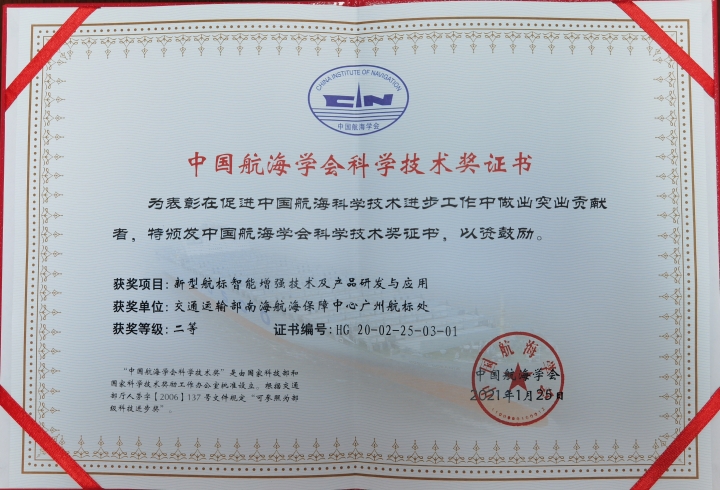 CHINA INSTITUTE OF NAVIGATION
CIN
中国航海学会
中国航海学会科学技术奖证书
为表彰在促进中国航海科学技术进步工作中做出突出贡献
者，特颁发中国航海学会科学技术奖证书，以资鼓励。
获奖项目：新型航标智能增强技术及产品研发与应用
获奖单位：交通运输部南海航海保障中心广州航标处
获奖等级：二等 证书编号：HG 20-02-25-03-01
“中国航海学会科学技术奖”是由国家科技部和
国家科学技术奖励工作办公室批准设立。根据交通
部厅人劳字【2006】137号文件规定“可参照为部
级科技进步奖”。
中国航海学会
中国航海学会
2021年1月25日